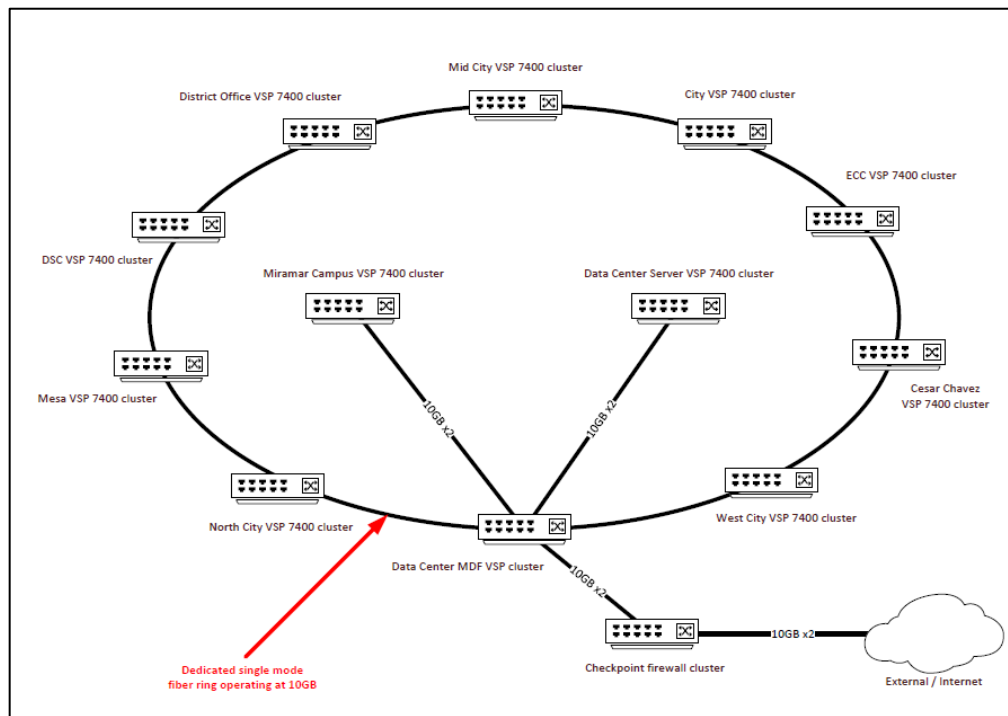 Mid City VSP 7400 cluster
District Office VSP 7400 cluster
City VSP 7400 cluster
ECC VSP 7400 cluster
DSC VSP 7400 cluster
Miramar Campus VSP 7400 cluster
Data Center Server VSP 7400 cluster
Mesa VSP 7400 cluster
Cesar Chavez
VSP 7400 cluster
10GB x2
10GB x2
North City VSP 7400 cluster
West City VSP 7400 cluster
Data Center MDF VSP cluster
10GB x2
10GB x2
Dedicated single mode
fiber ring operating at 10GB
Checkpoint firewall cluster
External / Internet